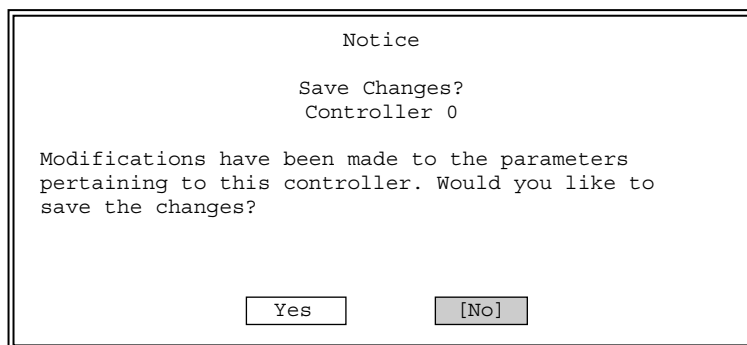 Notice
Save Changes?
Controller 0
Modifications have been made to the parameters
pertaining to this controller. Would you like to
save the changes?
Yes [No]